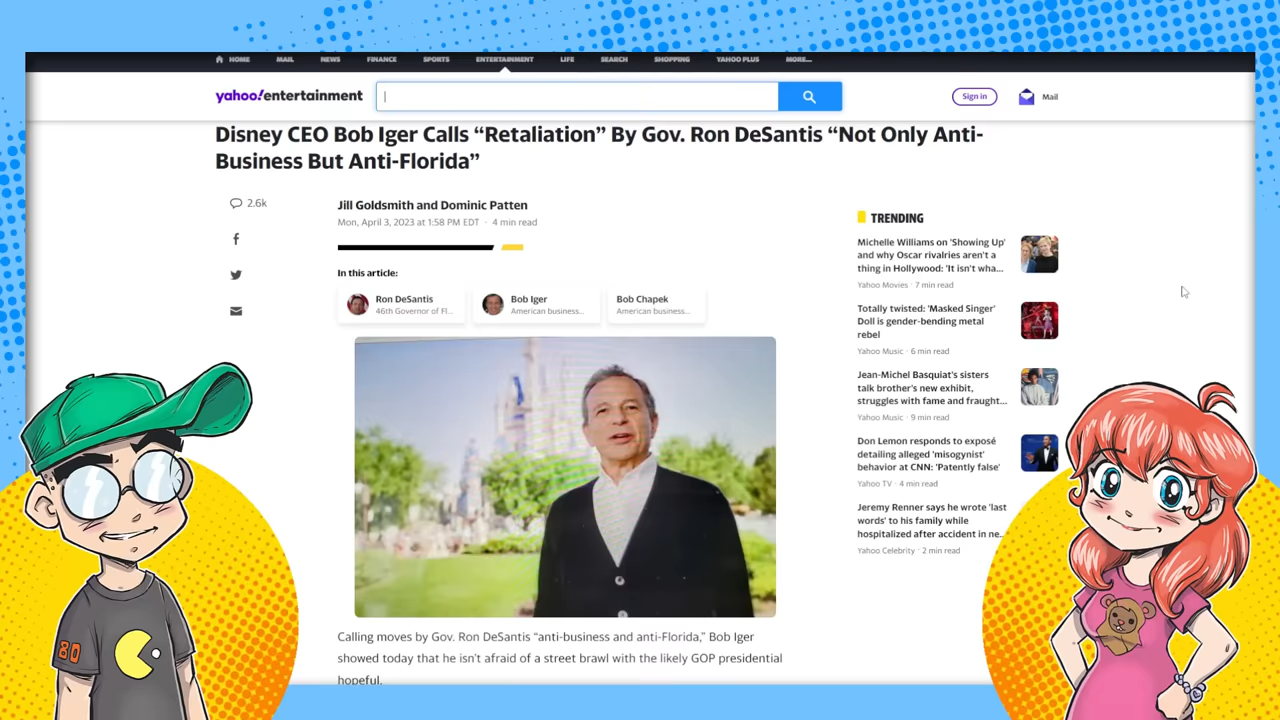 HOME MAIL NEWS FINANCE SPORTS ENTERTAINMENT LIFE SEARCH SHOPPING YAHOO PLUS MORE...
yahoo!entertainment
Sign in
Mail
Disney CEO Bob Iger Calls “Retaliation” By Gov. Ron DeSantis “Not Only Anti-
Business But Anti-Florida”
2.6k
Jill Goldsmith and Dominic Patten
Mon, April 3, 2023 at 1:58 PM EDT · 4 min read
In this article:
Ron DeSantis
46th Governor of Fl...
Bob Iger
American business...
Bob Chapek
American business...
Calling moves by Gov. Ron DeSantis “anti-business and anti-Florida,” Bob Iger
showed today that he isn’t afraid of a street brawl with the likely GOP presidential
hopeful.
TRENDING
Michelle Williams on 'Showing Up'
and why Oscar rivalries aren't a
thing in Hollywood: 'It isn't wha...
Yahoo Movies · 7 min read
Totally twisted: 'Masked Singer'
Doll is gender-bending metal
rebel
Yahoo Music · 6 min read
Jean-Michel Basquiat's sisters
talk brother's new exhibit,
struggles with fame and fraught...
Yahoo Music · 9 min read
Don Lemon responds to exposé
detailing alleged 'misogynist'
behavior at CNN: 'Patently false'
Yahoo TV · 4 min read
Jeremy Renner says he wrote 'last
words' to his family while
hospitalized after accident in ne...
Yahoo Celebrity · 2 min read
80